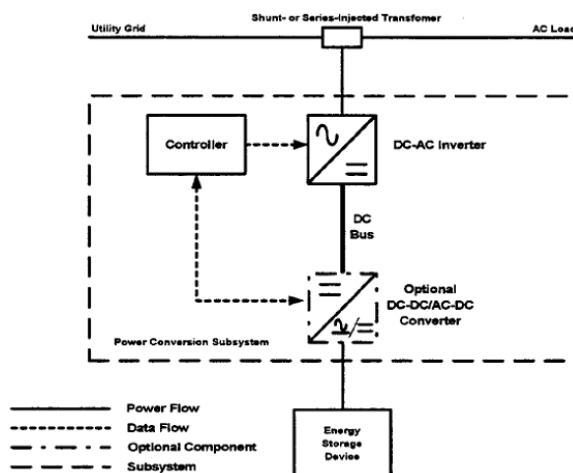 Shunt- or Series-Injected Transfomer
Utility Grid
AC Load
Controller
DC-AC Inverter
DC
Bus
Optional
DC-DC/AC-DC
Converter
Power Conversion Subsystem
Power Flow
Data Flow
Optional Component
Subsystem
Energy
Storage
Device